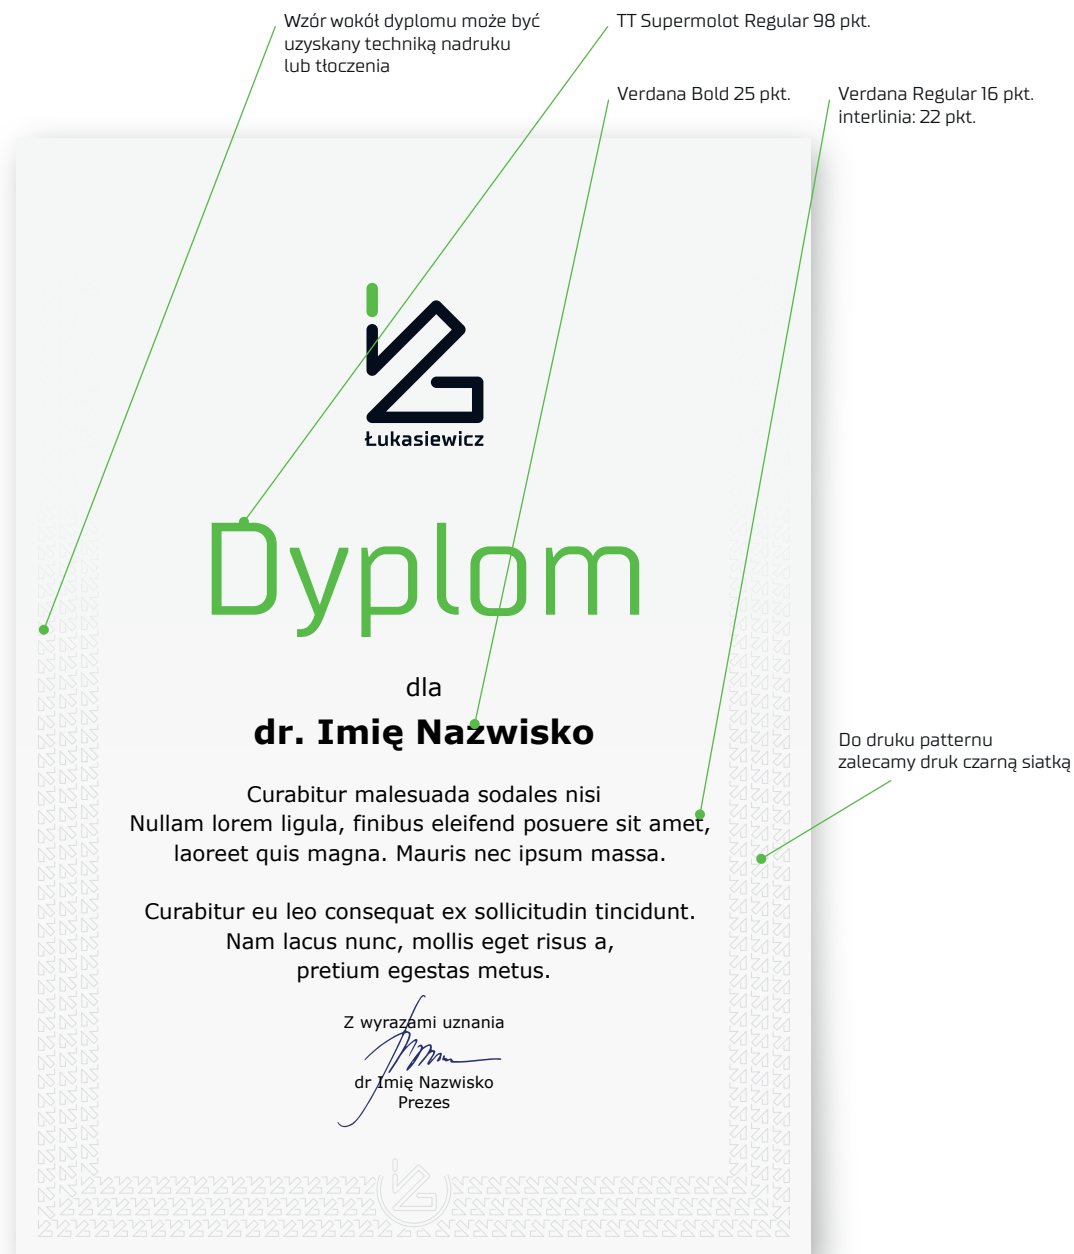 Wzór wokół dyplomu może być
uzyskany techniką nadruku
lub tłoczenia
TT Supermolot Regular 98 pkt.
Verdana Bold 25 pkt.
Verdana Regular 16 pkt.
interlinia: 22 pkt.
Łukasiewicz
Dyplom
dla
dr. Imię Nazwisko
Do druku patternu
zalecamy druk czarną siatką
Curabitur malesuada sodales nisi
Nullam lorem ligula, finibus eleifend posuere sit amet,
laoreet quis magna. Mauris nec ipsum massa.
Curabitur eu leo consequat ex sollicitudin tincidunt.
Nam lacus nunc, mollis eget risus a,
pretium egestas metus.
Z wyrazami uznania
dr Imię Nazwisko
Prezes